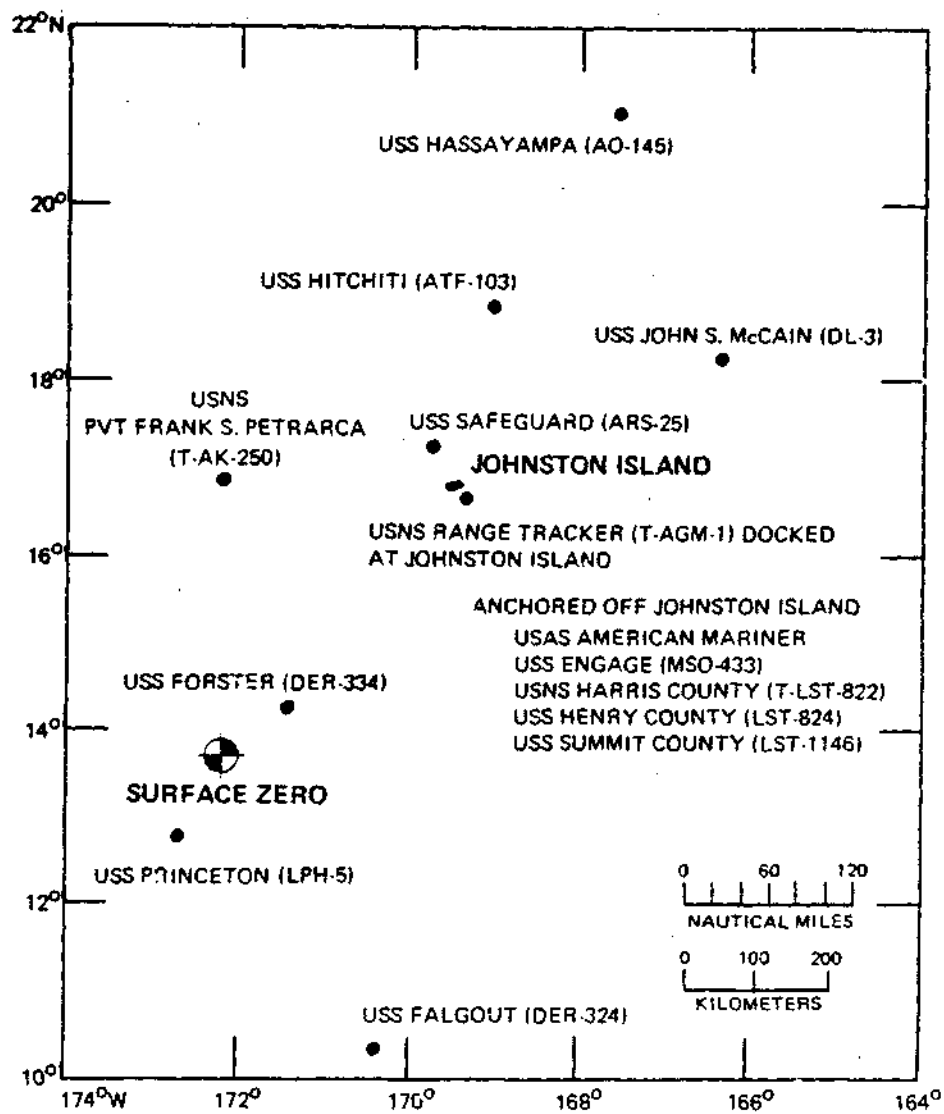 22°N
USS HASSAYAMPA (AO-145)
20°
USS HITCHITI (ATF-103)
USS JOHN S. McCAIN (DL-3)
18°
USNS
PVT FRANK S. PETRARCA
(T-AK-250)
USS SAFEGUARD (ARS-25)
JOHNSTON ISLAND
USNS RANGE TRACKER (T-AGM-1) DOCKED
AT JOHNSTON ISLAND
16°
ANCHORED OFF JOHNSTON ISLAND
USAS AMERICAN MARINER
USS ENGAGE (MSO-433)
USNS HARRIS COUNTY (T-LST-822)
USS HENRY COUNTY (LST-824)
USS SUMMIT COUNTY (LST-1146)
USS FORSTER (DER-334)
14°
SURFACE ZERO
USS PRINCETON (LPH-5)
12°
0 60 120
NAUTICAL MILES
0 100 200
KILOMETERS
USS FALGOUT (DER-324)
10°
174°W 172° 170° 168° 166° 164°